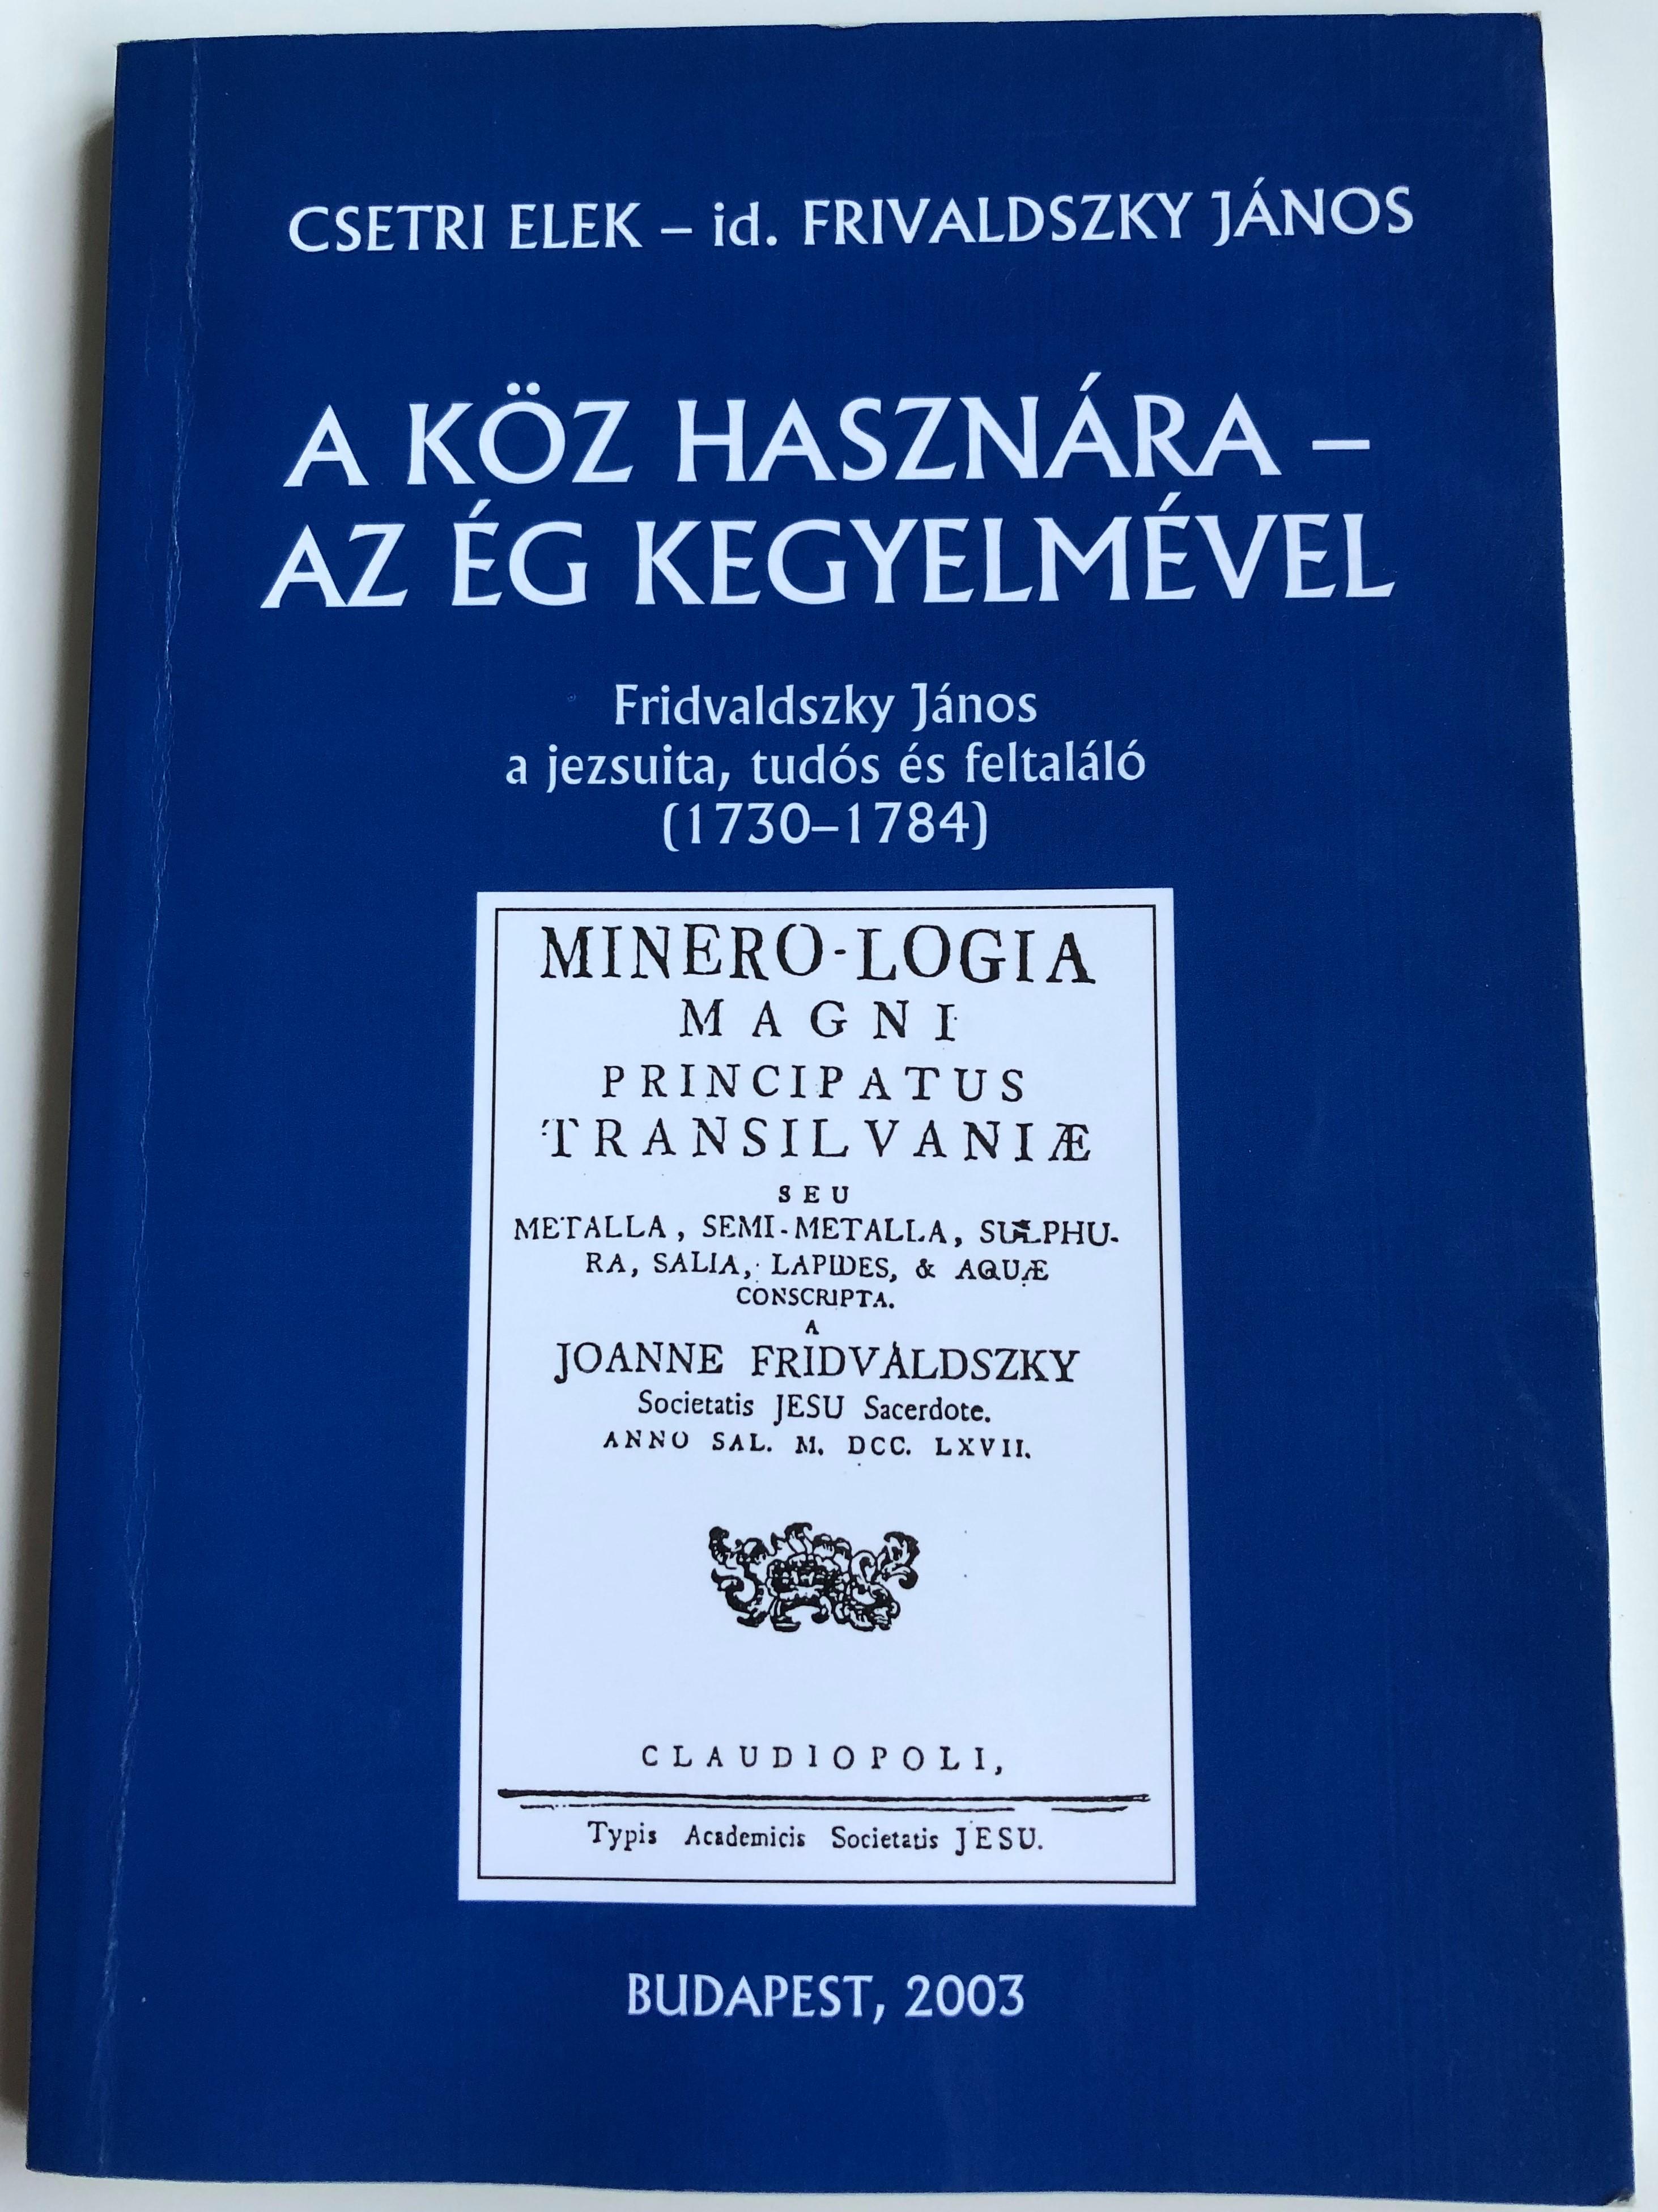 CSETRI ELEK – id. FRIVALDSZKY JÁNOS
A KÖZ HASZNÁRA –
AZ ÉG KEGYELMÉVEL
Fridvaldszky János
a jezsuita, tudós és feltaláló
(1730–1784)
MINERO-LOGIA
MAGNI
PRINCIPATUS
TRANSILVANIÆ
SEU
METALLA, SEMI-METALLA, SULPHU-
RA, SALIA, LAPIDES, & AQUÆ
CONSCRIPTA.
A
JOANNE FRIDVALDSZKY
Societatis JESU Sacerdote.
ANNO SAL. M. DCC. LXVII.
CLAUDIOPOLI,
Typis Academicis Societatis JESU.
BUDAPEST, 2003